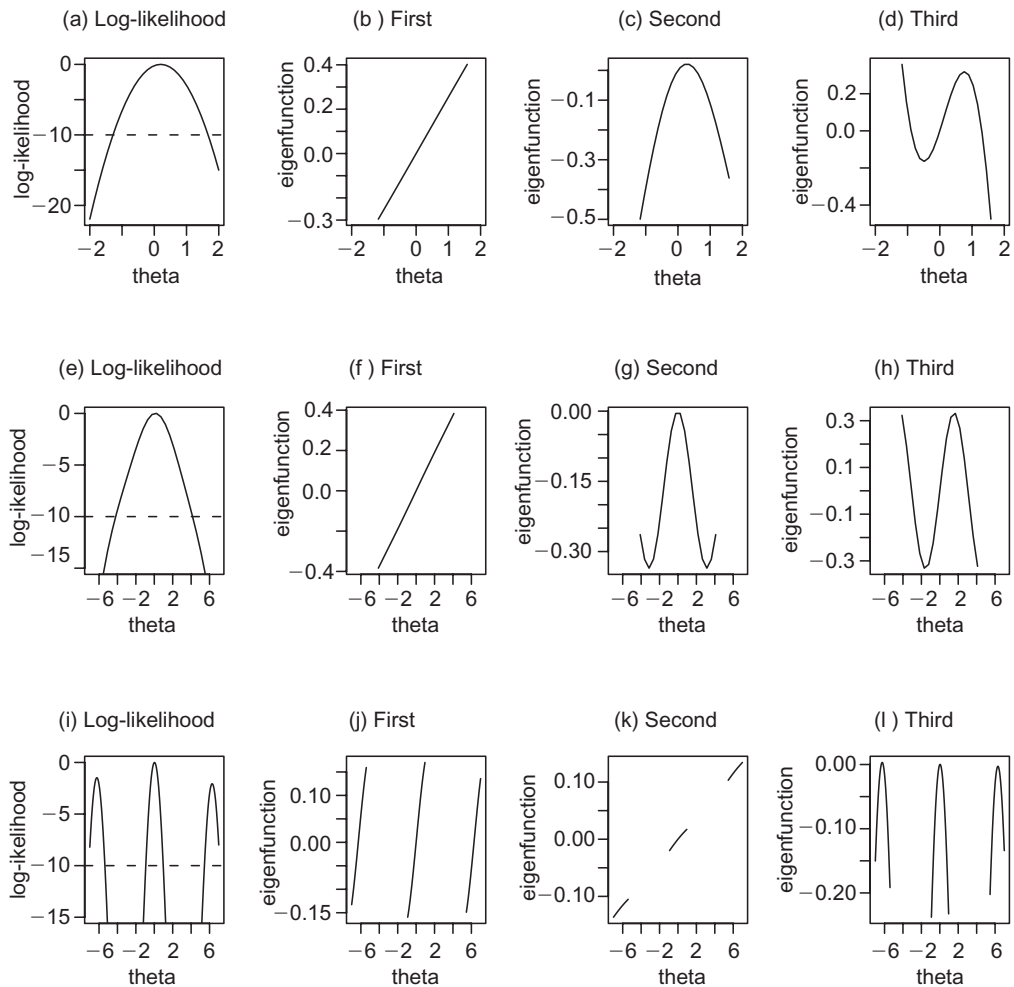 (a) Log-likelihood
(b ) First
(c) Second
(d) Third
log-ikelihood
0
−10
−20
−2
0
1
2
theta
eigenfunction
0.4
0.2
0.0
−0.3
−2
0
1
2
theta
eigenfunction
−0.1
−0.3
−0.5
−2
0
1
2
theta
eigenfunction
0.2
0.0
−0.4
−2
0
1
2
theta
(e) Log-likelihood
(f ) First
(g) Second
(h) Third
log-ikelihood
0
−5
−10
−15
−6
−2
2
6
theta
eigenfunction
0.4
0.2
0.0
−0.4
−6
−2
2
6
theta
eigenfunction
0.00
−0.15
−0.30
−6
−2
2
6
theta
eigenfunction
0.3
0.1
−0.1
−0.3
−6
−2
2
6
theta
(i) Log-likelihood
(j) First
(k) Second
(l ) Third
log-ikelihood
0
−5
−10
−15
−6
−2
2
6
theta
eigenfunction
0.10
0.00
−0.15
−6
−2
2
6
theta
eigenfunction
0.10
0.00
−0.10
−6
−2
2
6
theta
eigenfunction
0.00
−0.10
−0.20
−6
−2
2
6
theta